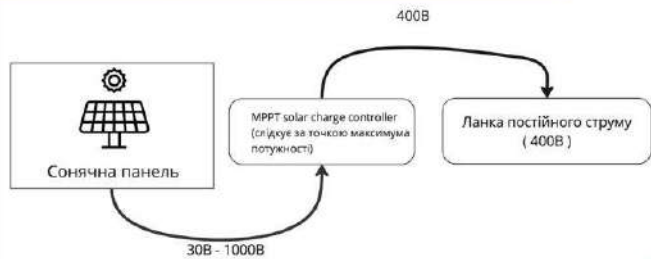 400В
MPPT solar charge controller
(слідкує за точкою максимума
потужності)
Ланка постійного струму
( 400В )
Сонячна панель
30В - 1000В